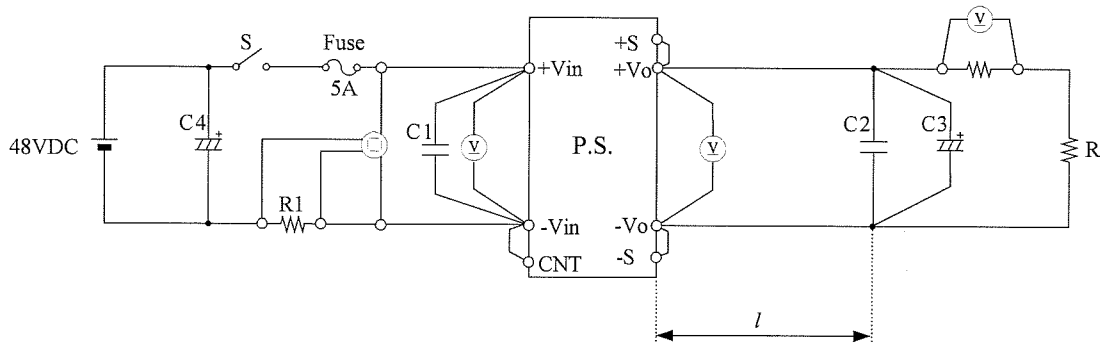 V
S
Fuse
5A
+S
+Vin
+Vo
C4
C1
C2
C3
+
+
48VDC
V
P.S.
V
R
R1
-Vin
-Vo
CNT
-S
l